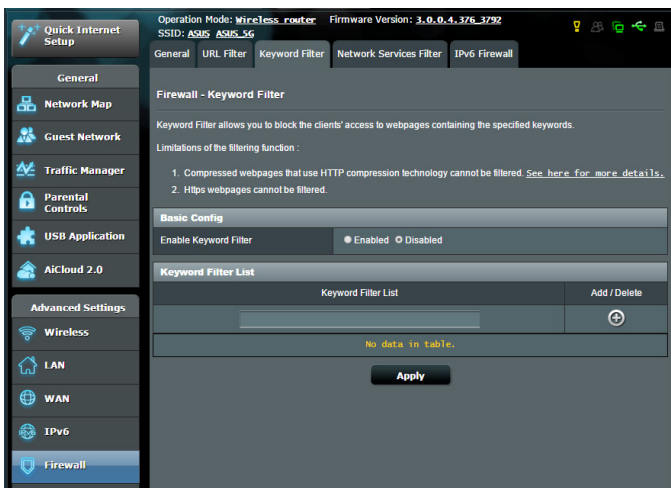 Quick Internet
Setup
Operation Mode: Wireless router Firmware Version: 3.0.0.4.376_3792
SSID: ASUS ASUS_5G
General URL Filter Keyword Filter Network Services Filter IPv6 Firewall
General
Network Map
Guest Network
Traffic Manager
Parental
Controls
USB Application
AiCloud 2.0
Advanced Settings
Wireless
LAN
WAN
IPv6
Firewall
Firewall - Keyword Filter
Keyword Filter allows you to block the clients' access to webpages containing the specified keywords.
Limitations of the filtering function :
1. Compressed webpages that use HTTP compression technology cannot be filtered. See here for more details.
2. Https webpages cannot be filtered.
Basic Config
Enable Keyword Filter Enabled Disabled
Keyword Filter List
Keyword Filter List Add / Delete
No data in table.
Apply